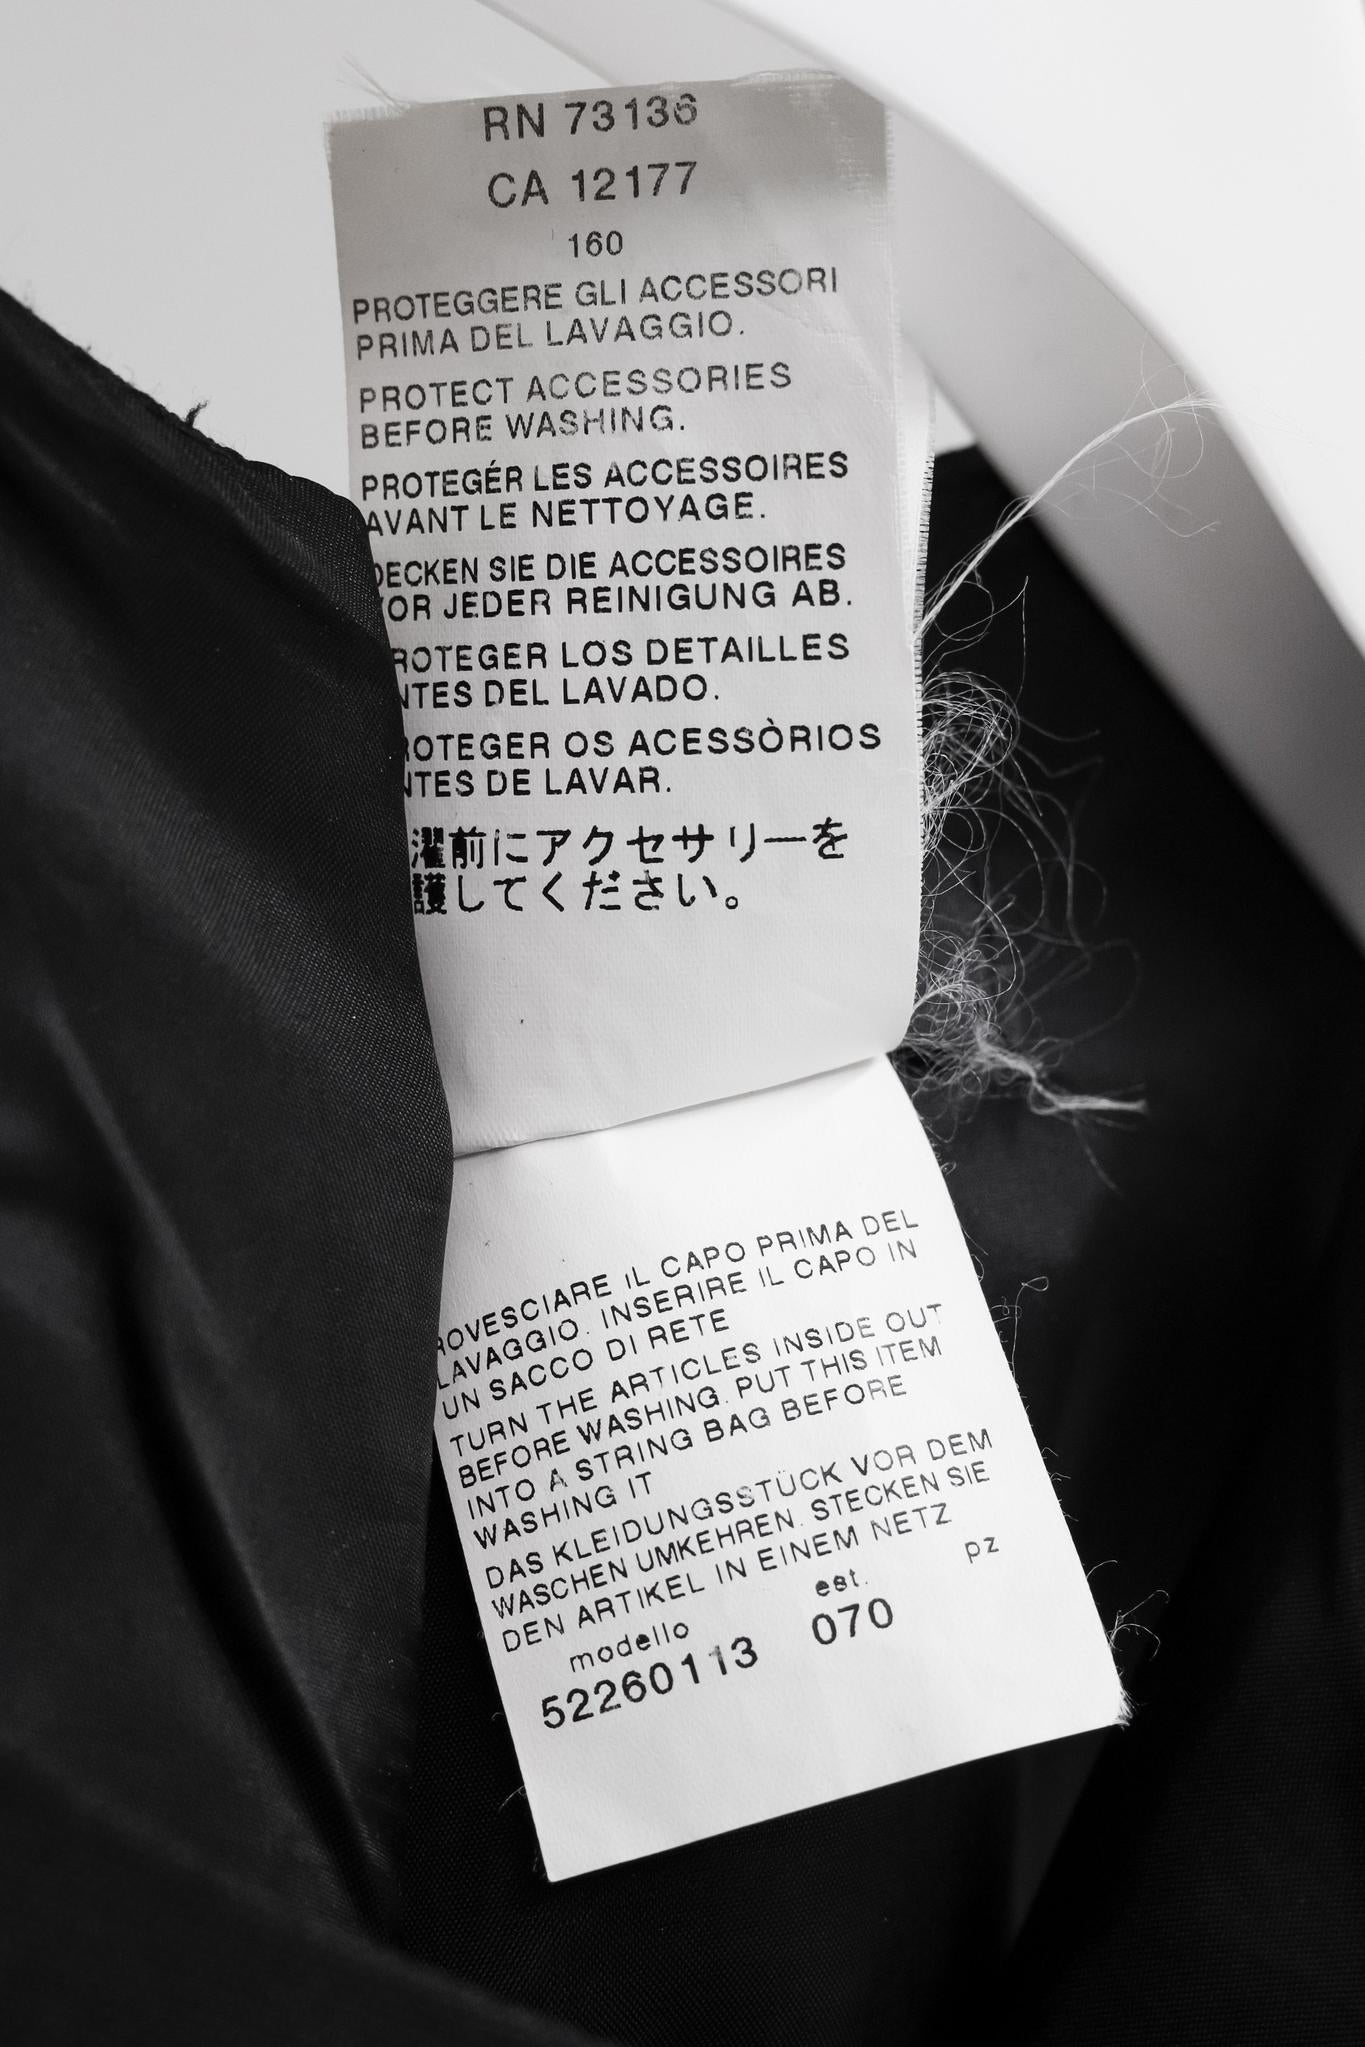 RN 73136
CA 12177
160
PROTEGGERE GLI ACCESSORI
PRIMA DEL LAVAGGIO.
PROTECT ACCESSORIES
BEFORE WASHING.
PROTEGÉR LES ACCESSOIRES
AVANT LE NETTOYAGE.
DECKEN SIE DIE ACCESSOIRES
VOR JEDER REINIGUNG AB.
ROTEGER LOS DETAILLES
NTES DEL LAVADO.
ROTEGER OS ACESSÒRIOS
NTES DE LAVAR.
濯前にアクセサリーを
護してください。
ROVESCIARE IL CAPO PRIMA DEL
LAVAGGIO. INSERIRE IL CAPO IN
UN SACCO DI RETE
TURN THE ARTICLES INSIDE OUT
BEFORE WASHING. PUT THIS ITEM
INTO A STRING BAG BEFORE
WASHING IT
DAS KLEIDUNGSSTÜCK VOR DEM
WASCHEN UMKEHREN. STECKEN SIE
DEN ARTIKEL IN EINEM NETZ
modello est. pz
52260113 070